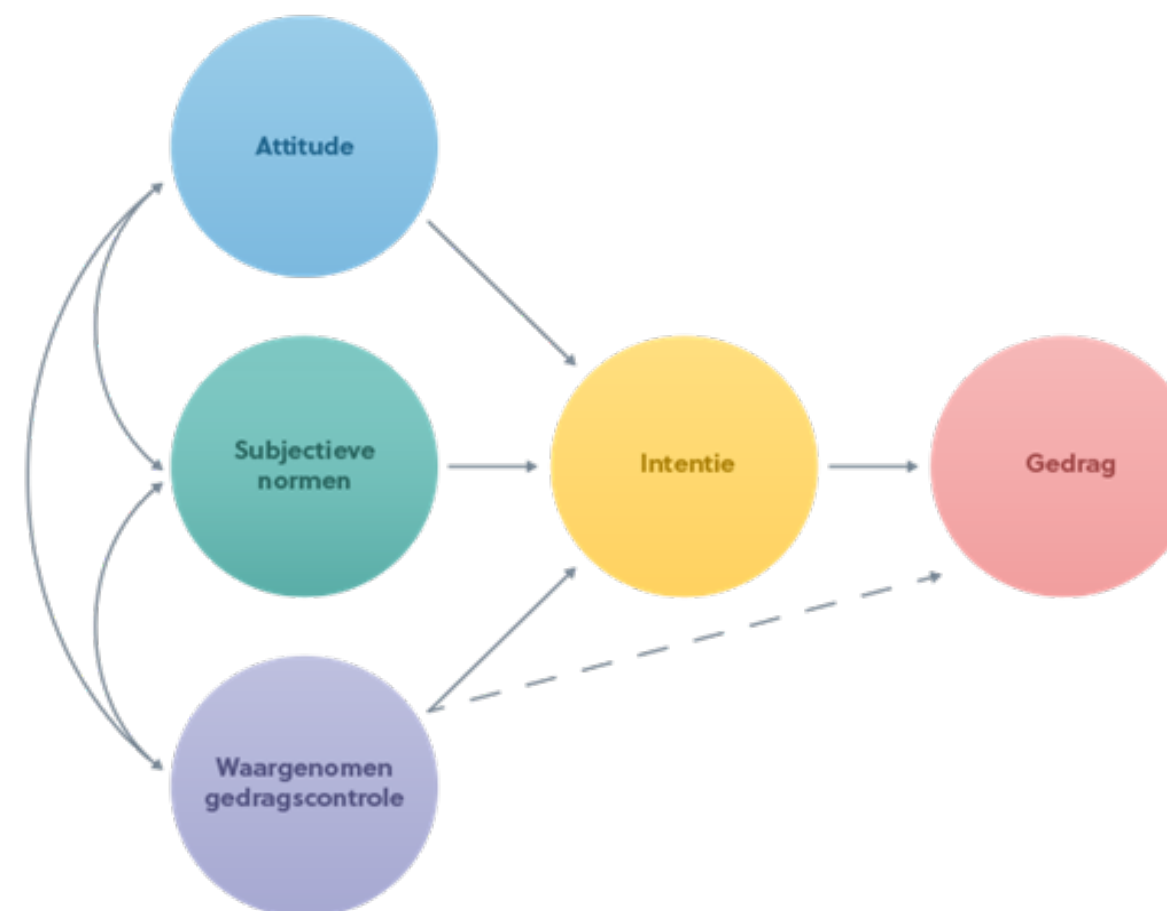 Attitude
Subjectieve
normen
Intentie
Gedrag
Waargenomen
gedragscontrole